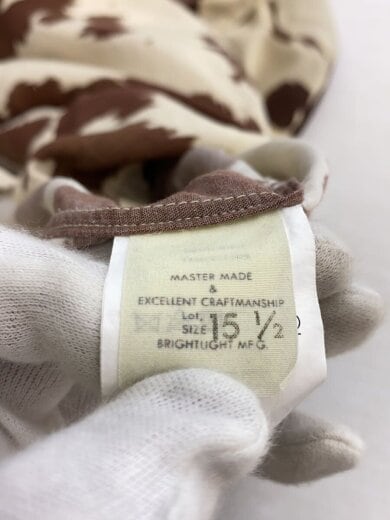 MASTER MADE
&
EXCELLENT CRAFTMANSHIP
Lot,
SIZE 15 ½
BRIGHTLIGHT MFG.